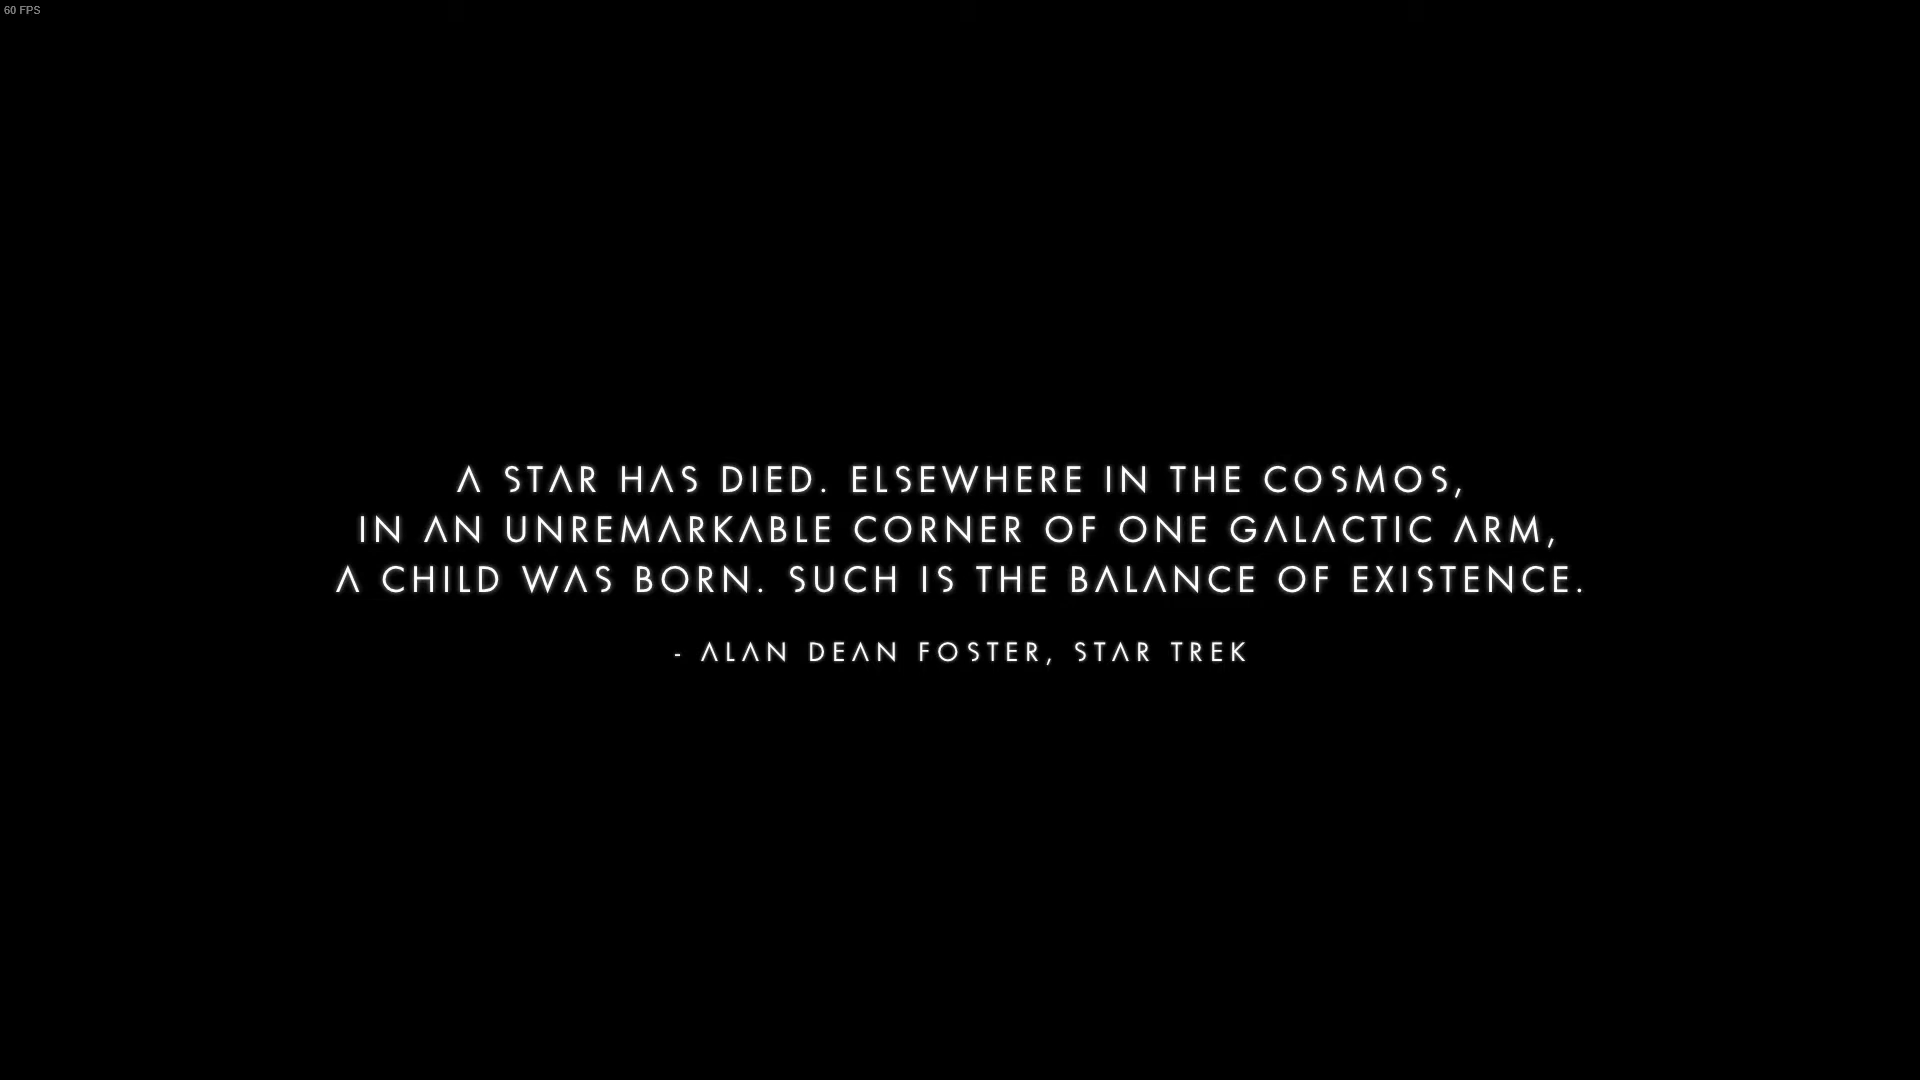 60 FPS
A STAR HAS DIED. ELSEWHERE IN THE COSMOS,
IN AN UNREMARKABLE CORNER OF ONE GALACTIC ARM,
A CHILD WAS BORN. SUCH IS THE BALANCE OF EXISTENCE.
- ALAN DEAN FOSTER, STAR TREK